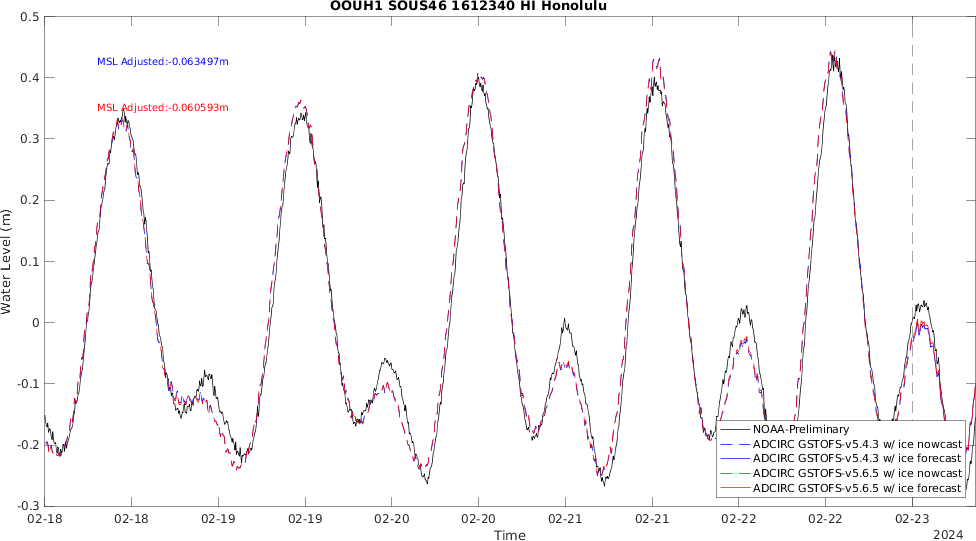 OOUH1 SOUS46 1612340 HI Honolulu
MSL Adjusted:-0.063497m
MSL Adjusted:-0.060593m
Water Level (m)
0.5
0.4
0.3
0.2
0.1
0
-0.1
-0.2
-0.3
NOAA-Preliminary
ADCIRC GSTOFS-v5.4.3 w/ ice nowcast
ADCIRC GSTOFS-v5.4.3 w/ ice forecast
ADCIRC GSTOFS-v5.6.5 w/ ice nowcast
ADCIRC GSTOFS-v5.6.5 w/ ice forecast
02-18 02-18 02-19 02-19 02-20 02-20 02-21 02-21 02-22 02-22 02-23
Time
2024